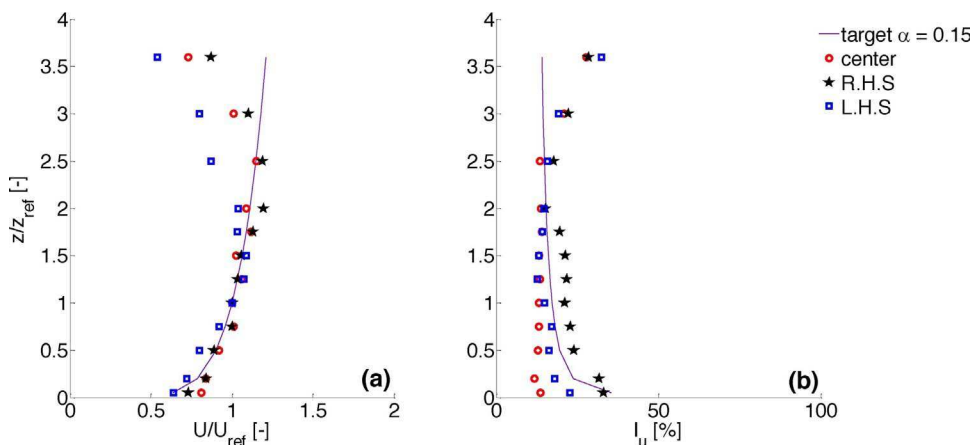 4
3.5
3
2.5
2
1.5
1
0.5
0
z/z_ref [-]
0
0.5
1
1.5
2
U/U_ref [-]
(a)
4
3.5
3
2.5
2
1.5
1
0.5
0
0
50
100
I_u [%]
(b)
target α = 0.15
center
R.H.S
L.H.S